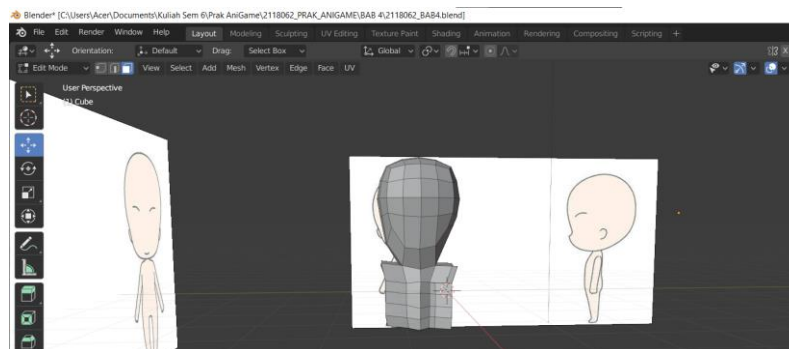 Blender* [C:\Users\Acer\Documents\Kuliah Sem 6\Prak AniGame\2118062_PRAK_ANIGAME\BAB 4\2118062_BAB4.blend]
File Edit Render Window Help Layout Modeling Sculpting UV Editing Texture Paint Shading Animation Rendering Compositing Scripting +
Orientation: Default Drag: Select Box Global
Edit Mode View Select Add Mesh Vertex Edge Face UV
User Perspective
(1) Cube